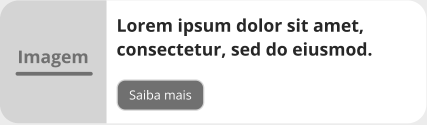 Imagem
Lorem ipsum dolor sit amet,
consectetur, sed do eiusmod.
Saiba mais